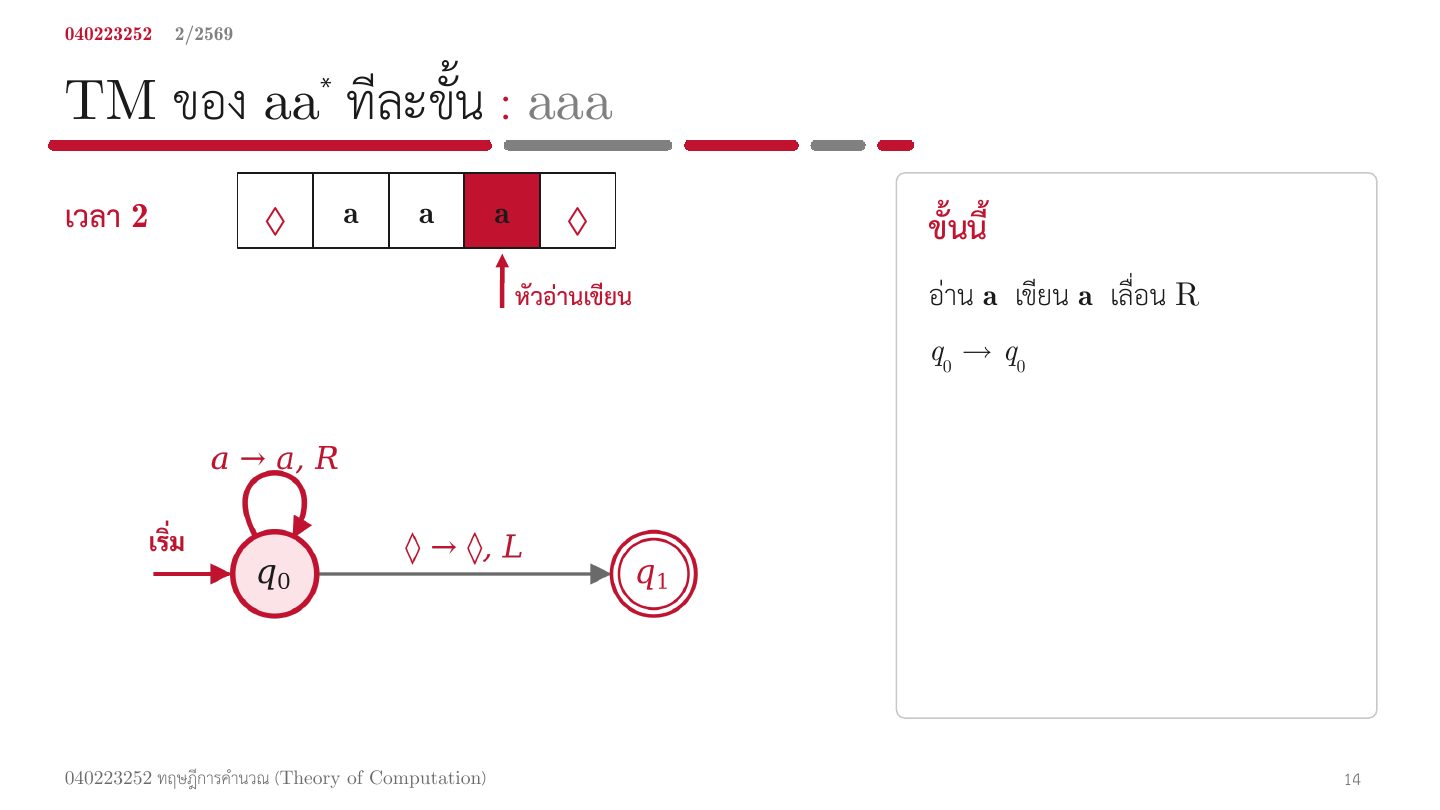 040223252 2/2569
TM ของ aa* ทีละขั้น : aaa
เวลา 2
◊ a a a ◊
หัวอ่านเขียน
ขั้นนี้
อ่าน a เขียน a เลื่อน R
q₀ → q₀
a → a, R
เริ่ม
◊ → ◊, L
q₀
q₁
040223252 ทฤษฎีการคำนวณ (Theory of Computation)
14